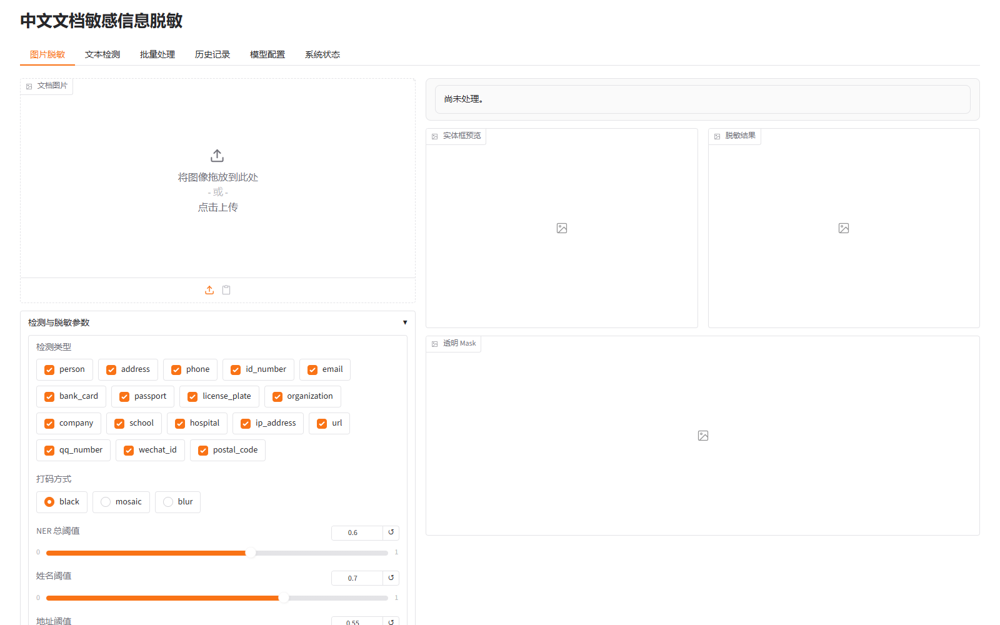 中文文档敏感信息脱敏
图片脱敏 文本检测 批量处理 历史记录 模型配置 系统状态
文档图片
将图像拖放到此处
- 或 -
点击上传
检测与脱敏参数 ▼
检测类型
person address phone id_number email
bank_card passport license_plate organization
company school hospital ip_address url
qq_number wechat_id postal_code
打码方式
black mosaic blur
NER 总阈值 0.6 ↺
0 1
姓名阈值 0.7 ↺
0 1
地址阈值 0.55 ↺
尚未处理。
实体框预览
脱敏结果
透明 Mask